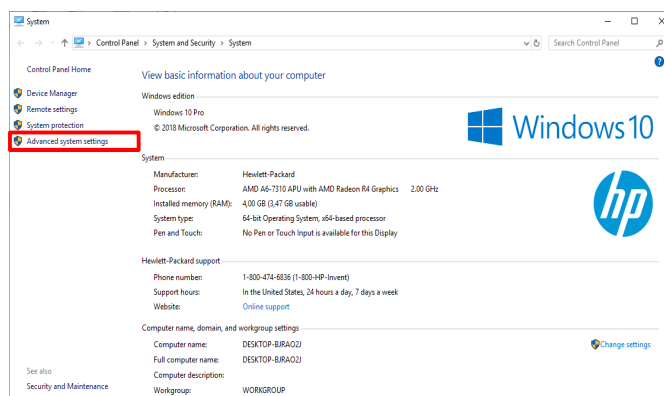 System
Control Panel > System and Security > System
Search Control Panel
Control Panel Home
Device Manager
Remote settings
System protection
Advanced system settings
See also
Security and Maintenance
View basic information about your computer
Windows edition
Windows 10 Pro
© 2018 Microsoft Corporation. All rights reserved.
Windows 10
System
Manufacturer: Hewlett-Packard
Processor: AMD A6-7310 APU with AMD Radeon R4 Graphics 2.00 GHz
Installed memory (RAM): 4,00 GB (3,47 GB usable)
System type: 64-bit Operating System, x64-based processor
Pen and Touch: No Pen or Touch Input is available for this Display
hp
Hewlett-Packard support
Phone number: 1-800-474-6836 (1-800-HP-Invent)
Support hours: In the United States, 24 hours a day, 7 days a week
Website: Online support
Computer name, domain, and workgroup settings
Computer name: DESKTOP-BJRAO2J
Change settings
Full computer name: DESKTOP-BJRAO2J
Computer description:
Workgroup: WORKGROUP